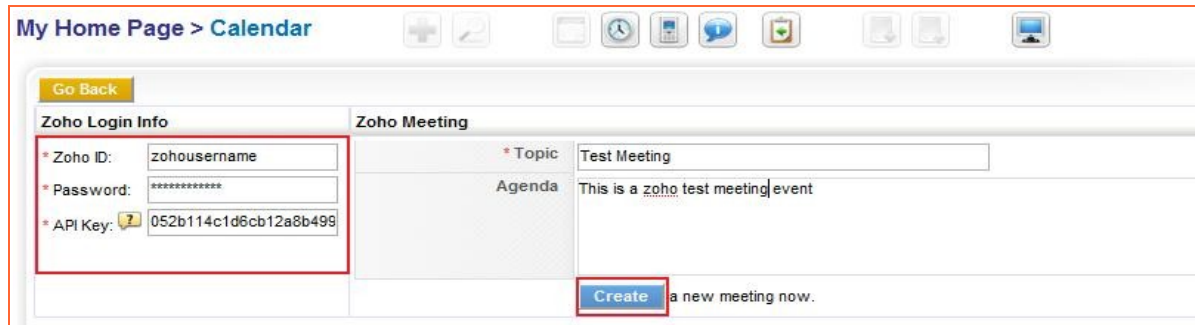 My Home Page > Calendar
Go Back
Zoho Login Info
Zoho Meeting
* Zoho ID: zohousername
* Password: ************
* API Key: ? 052b114c1d6cb12a8b499
* Topic Test Meeting
Agenda This is a zoho test meeting event
Create a new meeting now.